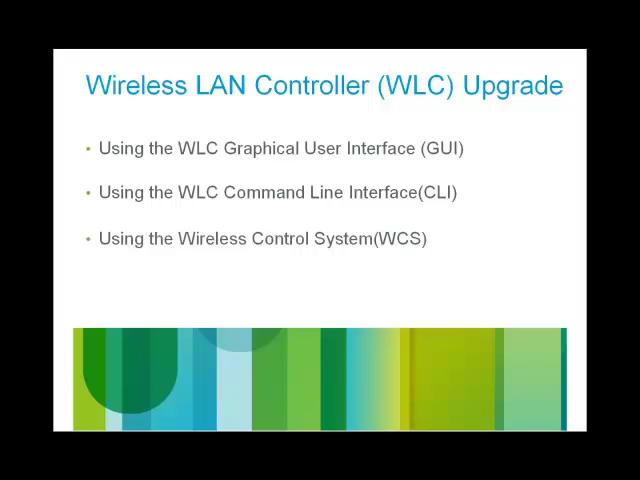 Wireless LAN Controller (WLC) Upgrade
• Using the WLC Graphical User Interface (GUI)
• Using the WLC Command Line Interface(CLI)
• Using the Wireless Control System(WCS)